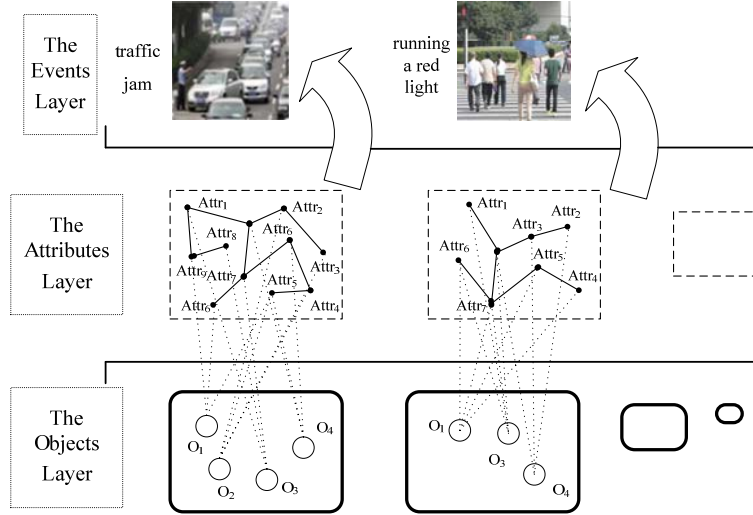 The
Events
Layer
traffic
jam
running
a red
light
The
Attributes
Layer
Attr1
Attr2
Attr8
Attr6
Attr9
Attr7
Attr3
Attr5
Attr6
Attr4
Attr1
Attr2
Attr3
Attr6
Attr5
Attr4
Attr7
The
Objects
Layer
O1
O4
O2
O3
O1
O3
O4